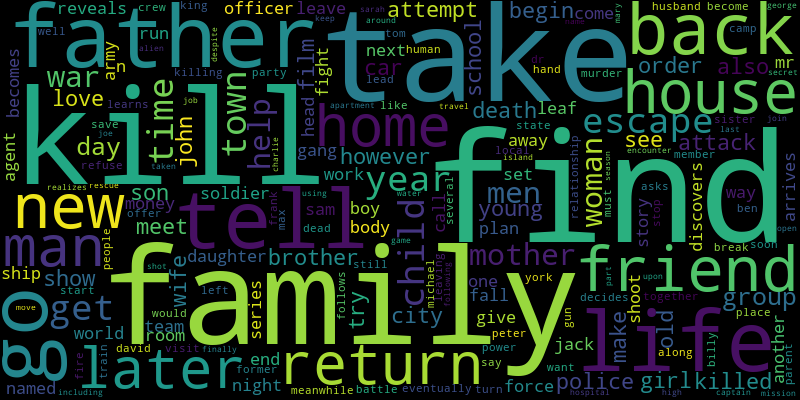 reveals
crew
king
officer
leave
keep
around
sarah
husband
become
george
father
take
back
well
run
despite
attempt
begin
come
mary
alien
name
camp
secret
war
army
n
killing
party
school
tom
human
next
dr
hand
lead
murder
house
mr
becomes
love
learns
film
car
order
also
agent
save
job
head
fight
like
death
leaf
sister
join
joe
day
time
john
town
help
apartment
travel
escape
last
refuse
taken
charlie
gang
state
see
attack
kill
home
however
away
local
island
encounter
member
find
realizes
rescue
using
work
water
set
season
relationship
asks
way
new
son
soldier
year
men
woman
must
ben
arrives
money
offer
tell
frank
sam
boy
child
call
several
young
story
stop
discovers
open
meet
max
dead
body
game
plan
man
people
daughter
brother
still
leaving
mother
friend
break
soon
ship
show
wife
series
family
michael
following
one
york
part
upon
start
shot
follows
try
city
fall
gun
shoot
together
group
go
get
left
would
give
peter
decides
place
move
world
team
room
power
jack
make
old
life
along
another
david
visit
finally
end
return
say
want
billy
parent
fire
train
later
former
night
meanwhile
battle
eventually
turn
force
police
girl
killed
named
including
hospital
high
captain
mission